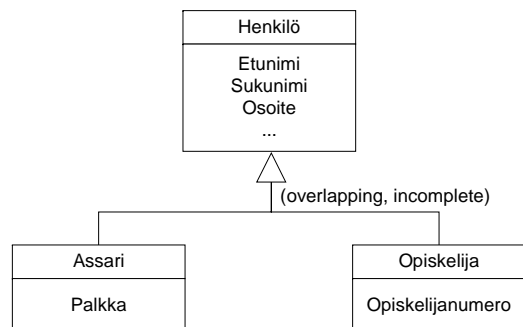 Henkilö
Etunimi
Sukunimi
Osoite
...
(overlapping, incomplete)
Assari
Palkka
Opiskelija
Opiskelijanumero